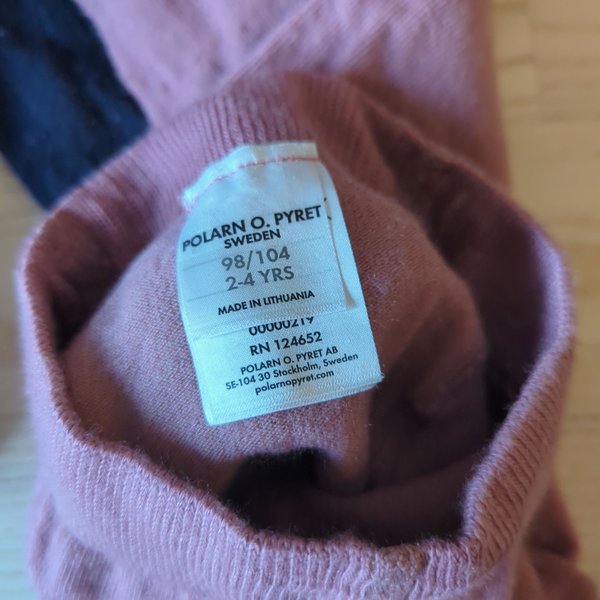 POLARN O. PYRET
SWEDEN
98/104
2-4 YRS
MADE IN LITHUANIA
00000219
RN 124652
POLARN O. PYRET AB
SE-104 30 Stockholm, Sweden
polarnopyret.com